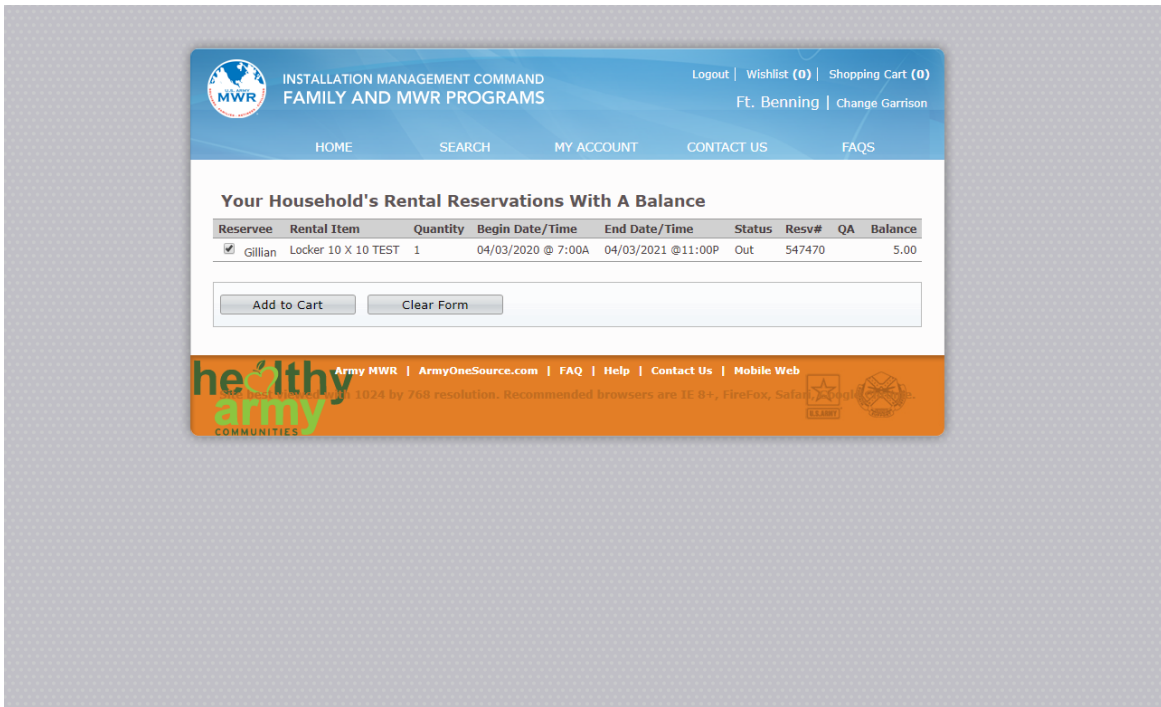 Logout | Wishlist (0) | Shopping Cart (0)
U.S. ARMY
MWR
INSTALLATION MANAGEMENT COMMAND
FAMILY AND MWR PROGRAMS
Ft. Benning | Change Garrison
HOME SEARCH MY ACCOUNT CONTACT US FAQS
Your Household's Rental Reservations With A Balance
Reservee Rental Item Quantity Begin Date/Time End Date/Time Status Resv# QA Balance
Gillian Locker 10 X 10 TEST 1 04/03/2020 @ 7:00A 04/03/2021 @11:00P Out 547470 5.00
Add to Cart Clear Form
healthy
army
COMMUNITIES
Army MWR | ArmyOneSource.com | FAQ | Help | Contact Us | Mobile Web
best viewed with 1024 by 768 resolution. Recommended browsers are IE 8+, FireFox, Safari,
U.S.ARMY